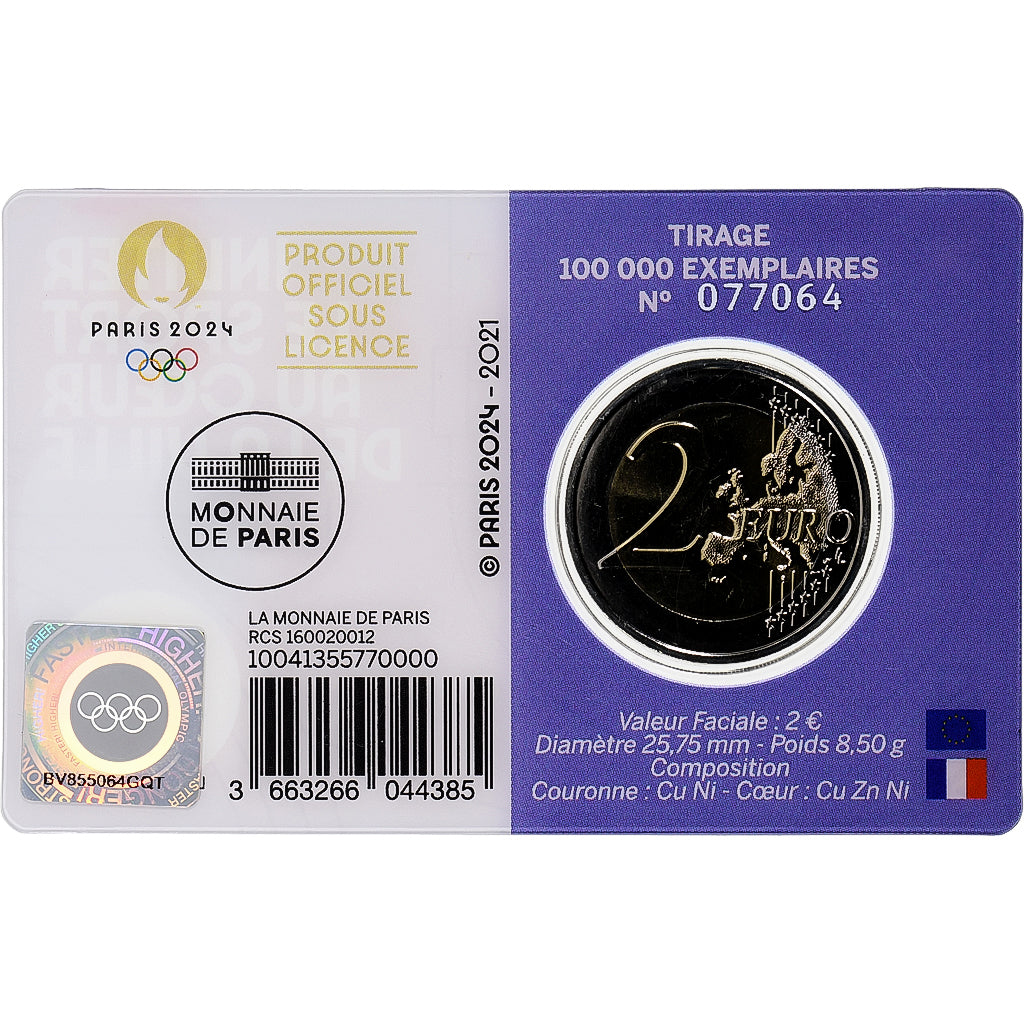 PARIS 2024
PRODUIT
OFFICIEL
SOUS
LICENCE
© PARIS 2024 - 2021
MONNAIE
DE PARIS
LA MONNAIE DE PARIS
RCS 160020012
10041355770000
3 663266 044385
FASTER
HIGHER
BV855064GQT
TIRAGE
100 000 EXEMPLAIRES
N° 077064
2 EURO
Valeur Faciale : 2 €
Diamètre 25,75 mm - Poids 8,50 g
Composition
Couronne : Cu Ni - Cœur : Cu Zn Ni